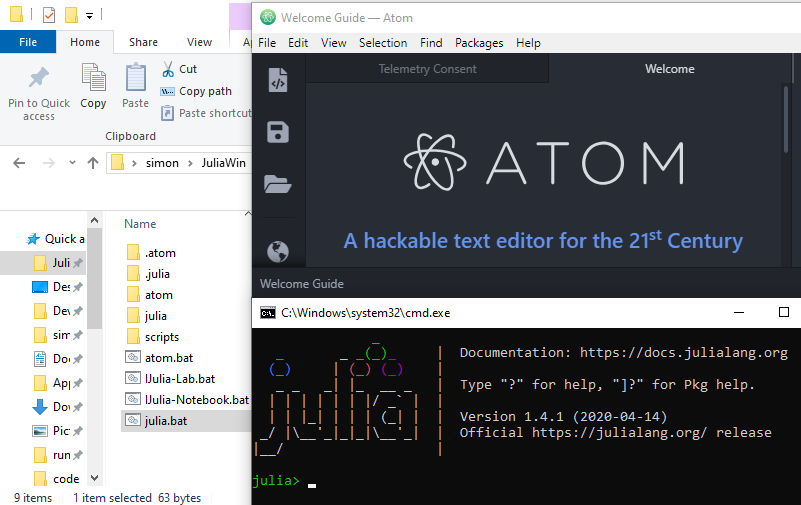 File
Home
Share
View
Pin to Quick
access
Copy
Paste
Cut
Copy path
Paste shortcut
Clipboard
simon
JuliaWin
Quick a
Juli
Des
Dev
sim
Doc
App
Dow
Pic
run
code
Name
.atom
.julia
atom
julia
scripts
atom.bat
IJulia-Lab.bat
IJulia-Notebook.bat
julia.bat
9 items
1 item selected
63 bytes
Welcome Guide — Atom
File Edit View Selection Find Packages Help
Telemetry Consent
Welcome
ATOM
A hackable text editor for the 21st Century
Welcome Guide
C:\Windows\system32\cmd.exe
julia
Documentation: https://docs.julialang.org
Type "?" for help, "]?" for Pkg help.
Version 1.4.1 (2020-04-14)
Official https://julialang.org/ release
julia>